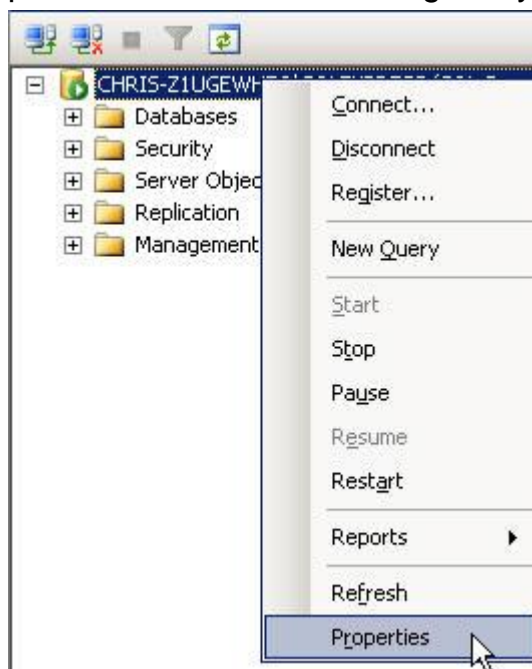 CHRIS-Z1UGEWH
Databases
Security
Server Objec
Replication
Management
Connect...
Disconnect
Register...
New Query
Start
Stop
Pause
Resume
Restart
Reports
Refresh
Properties